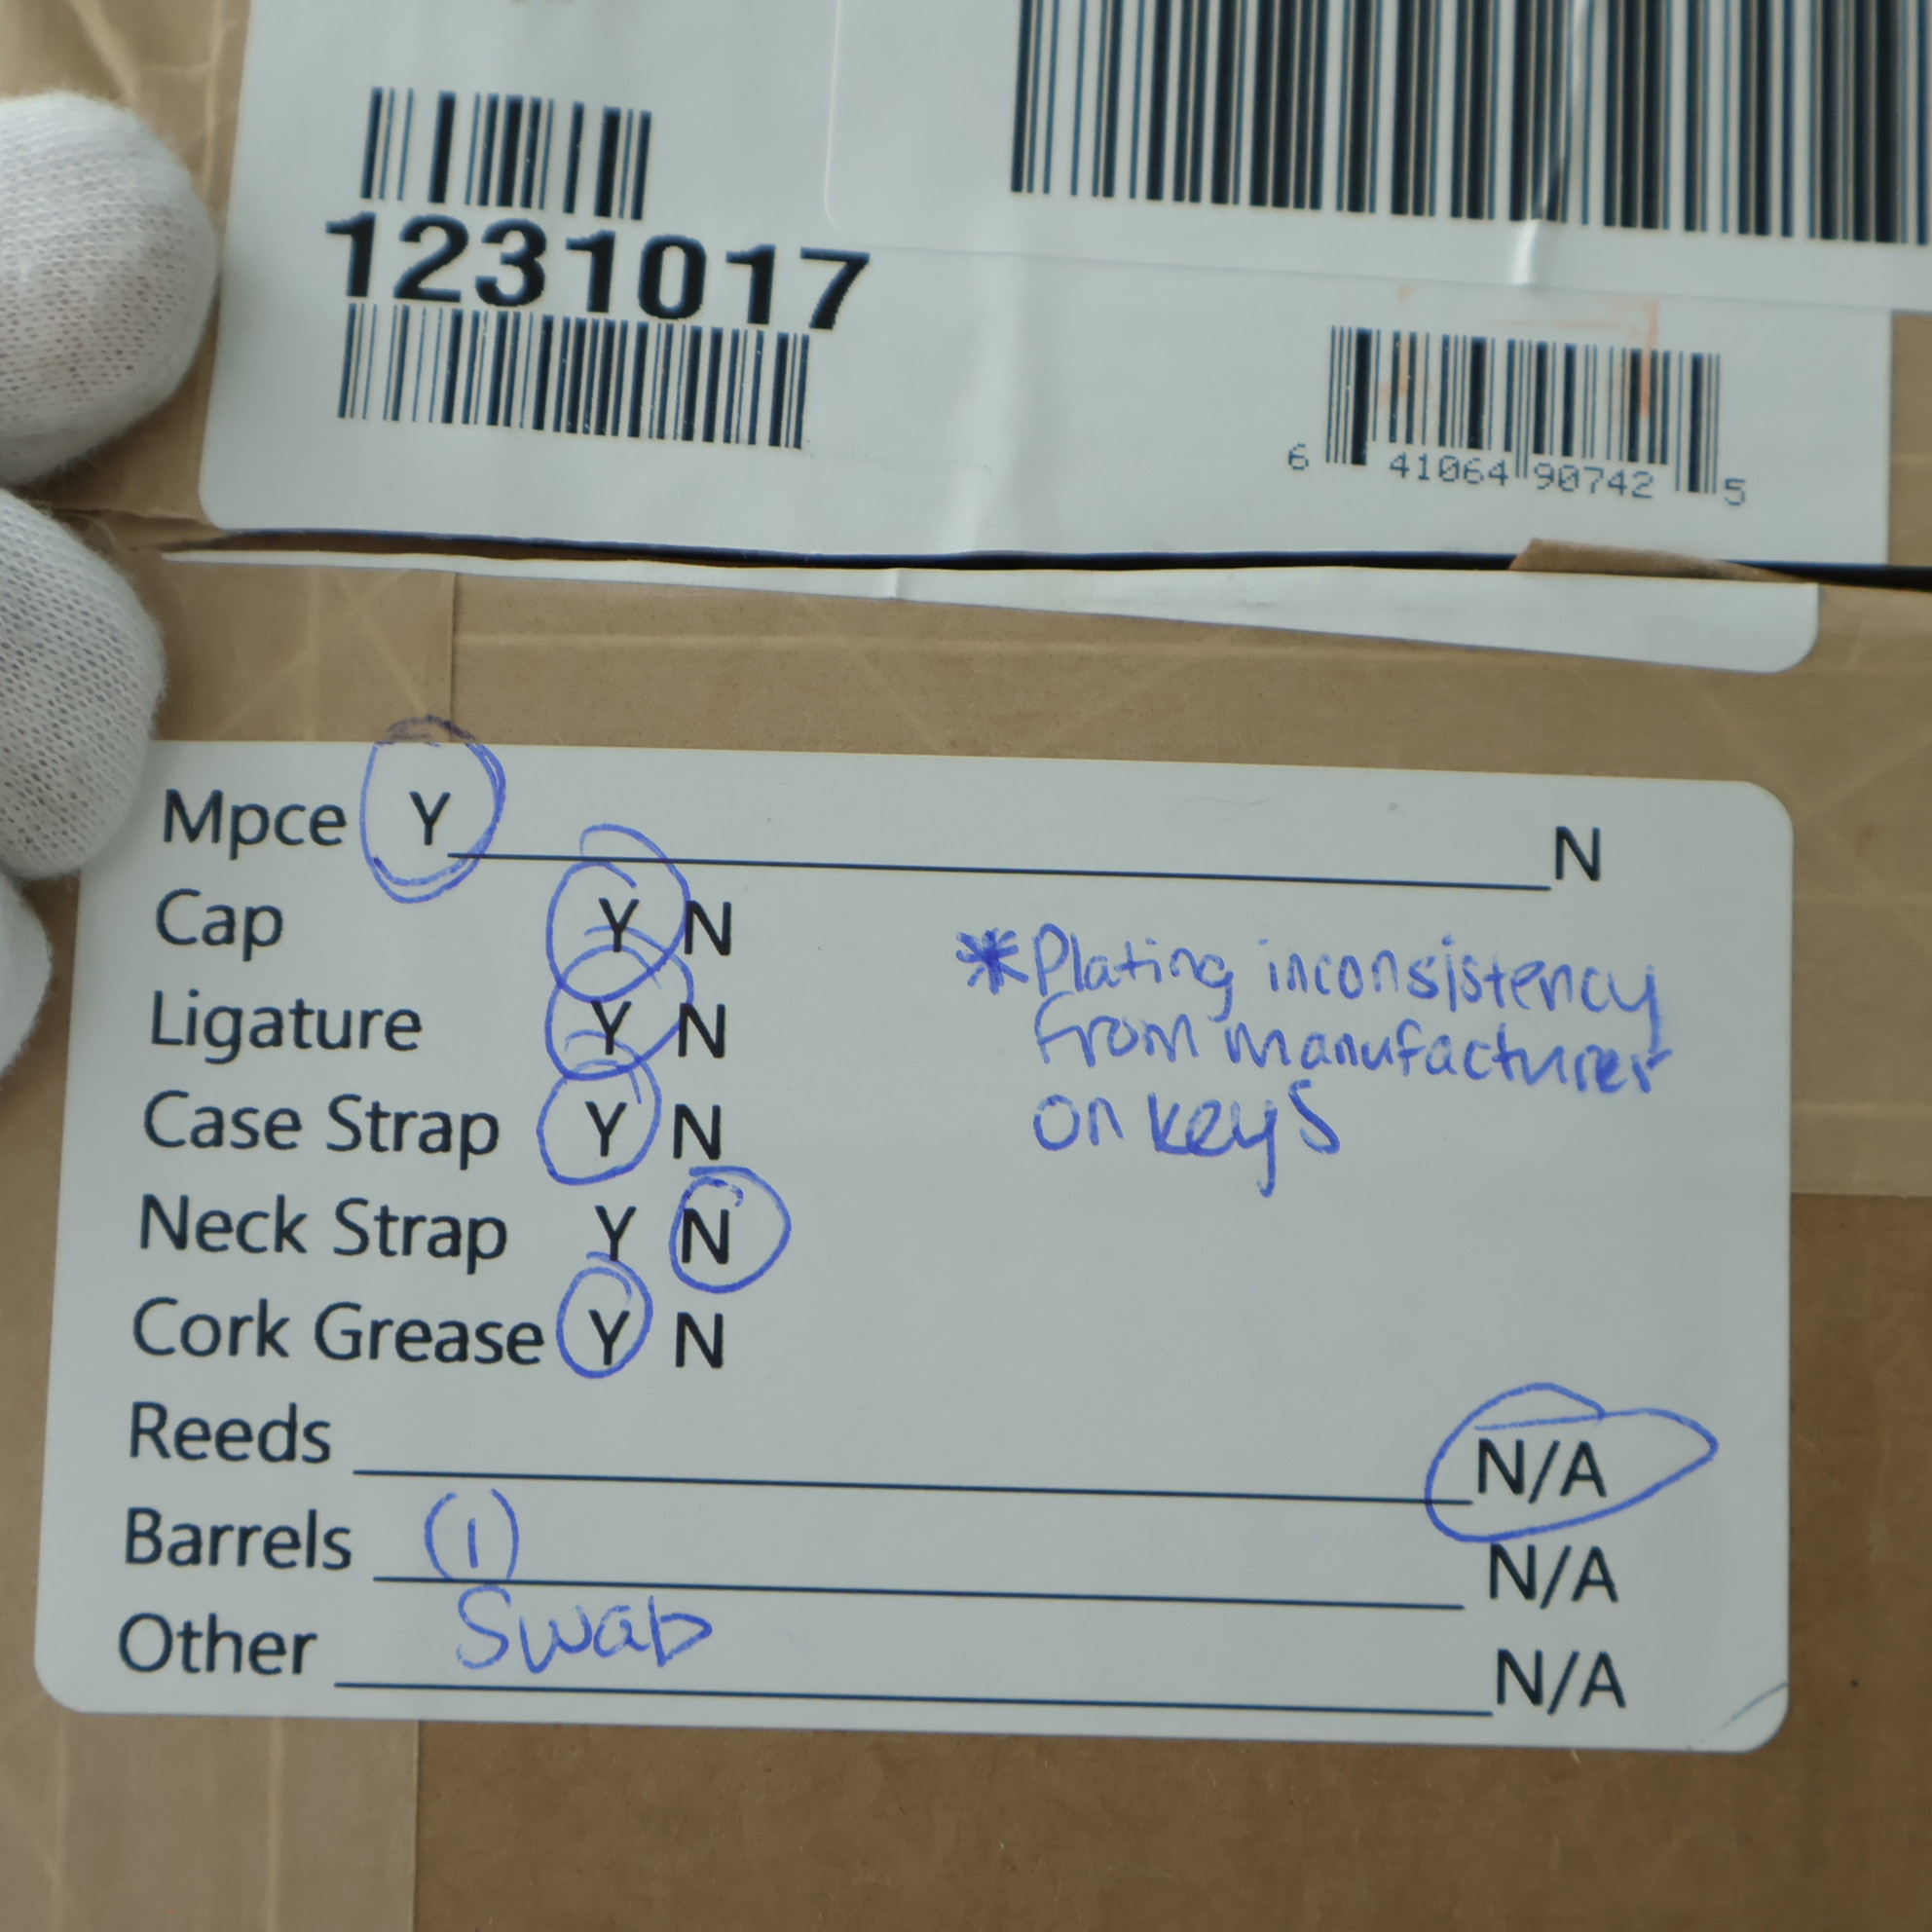 1231017
6 41064 90742 5
Mpce Y N
Cap Y N
Ligature Y N
Case Strap Y N
Neck Strap Y N
Cork Grease Y N
Reeds N/A
Barrels (1) N/A
Other Swab N/A
*Plating inconsistency
from manufacturer
on keys